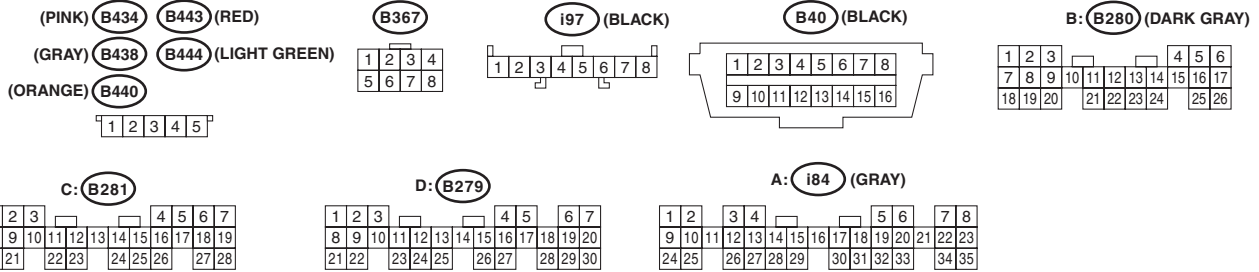 (PINK) B434 B443 (RED)
(GRAY) B438 B444 (LIGHT GREEN)
(ORANGE) B440
1 2 3 4 5
B367
1 2 3 4
5 6 7 8
i97 (BLACK)
1 2 3 4 5 6 7 8
B40 (BLACK)
1 2 3 4 5 6 7 8
9 10 11 12 13 14 15 16
B: B280 (DARK GRAY)
1 2 3 4 5 6
7 8 9 10 11 12 13 14 15 16 17
18 19 20 21 22 23 24 25 26
C: B281
2 3 4 5 6 7
9 10 11 12 13 14 15 16 17 18 19
21 22 23 24 25 26 27 28
D: B279
1 2 3 4 5 6 7
8 9 10 11 12 13 14 15 16 17 18 19 20
21 22 23 24 25 26 27 28 29 30
A: i84 (GRAY)
1 2 3 4 5 6 7 8
9 10 11 12 13 14 15 16 17 18 19 20 21 22 23
24 25 26 27 28 29 30 31 32 33 34 35